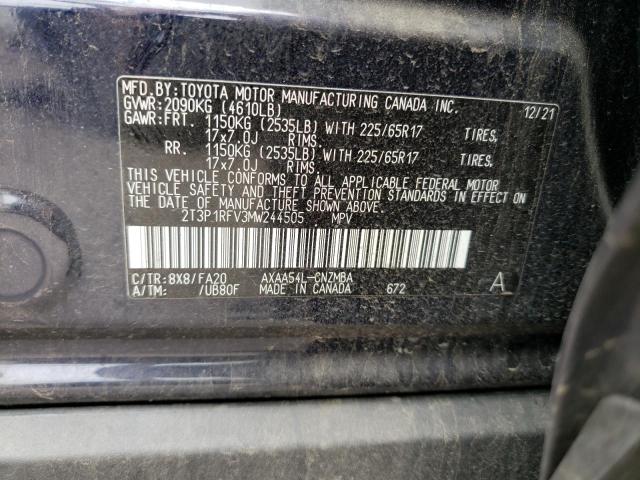 MFD.BY:TOYOTA MOTOR MANUFACTURING CANADA INC.
GVWR:2090KG (4610LB) 12/21
GAWR:FRT. 1150KG (2535LB) WITH 225/65R17 TIRES,
17x7.0J RIMS.
RR. 1150KG (2535LB) WITH 225/65R17 TIRES,
17x7.0J RIMS.
THIS VEHICLE CONFORMS TO ALL APPLICABLE FEDERAL MOTOR
VEHICLE SAFETY AND THEFT PREVENTION STANDARDS IN EFFECT ON
THE DATE OF MANUFACTURE SHOWN ABOVE.
2T3P1RFV3MW244505 MPV
C/TR:8X8/FA20 AXAA54L-CNZMBA
A/TM: /UB80F MADE IN CANADA 672 A